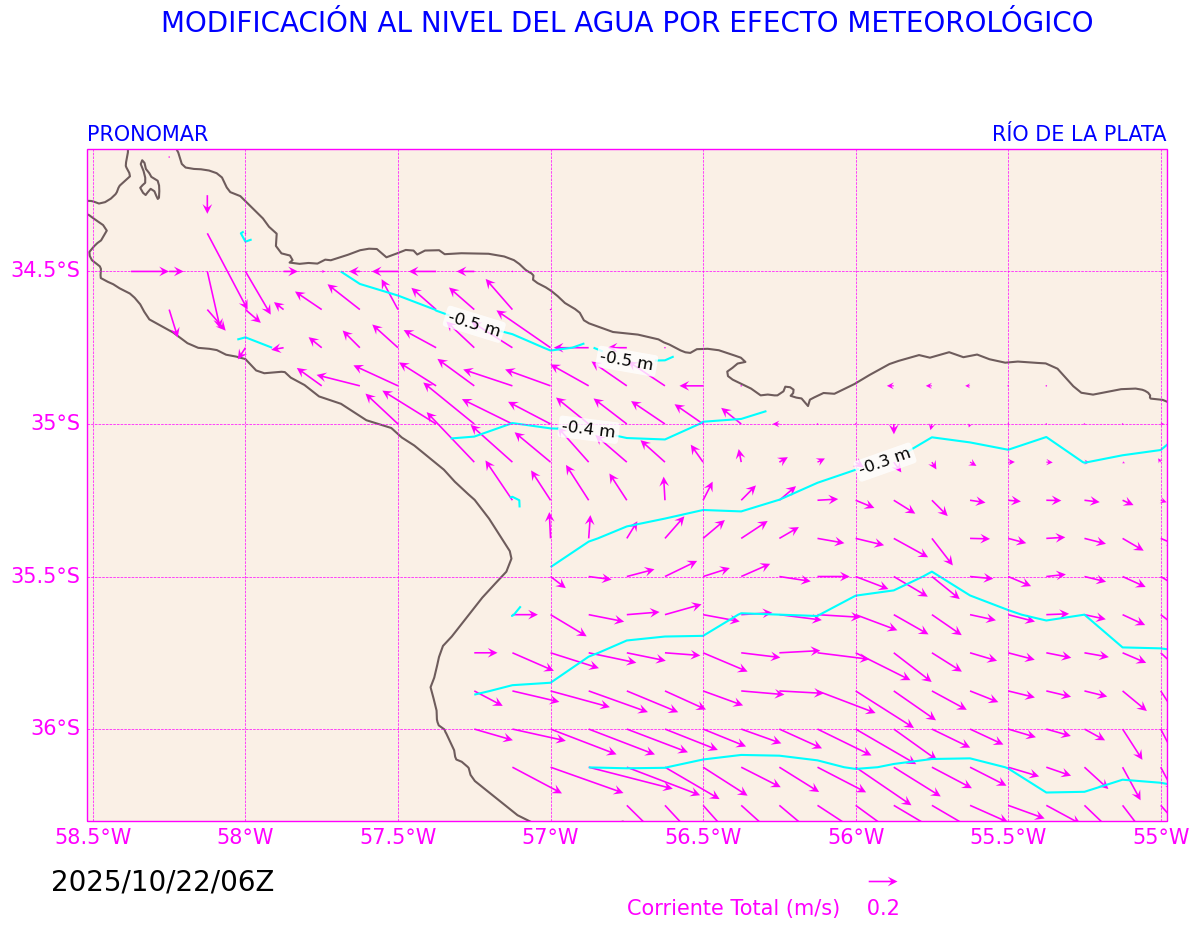 MODIFICACIÓN AL NIVEL DEL AGUA POR EFECTO METEOROLÓGICO
PRONOMAR
RÍO DE LA PLATA
34.5°S
-0.5 m
-0.5 m
35°S
-0.4 m
-0.3 m
35.5°S
36°S
58.5°W 58°W 57.5°W 57°W 56.5°W 56°W 55.5°W 55°W
2025/10/22/06Z
Corriente Total (m/s) 0.2